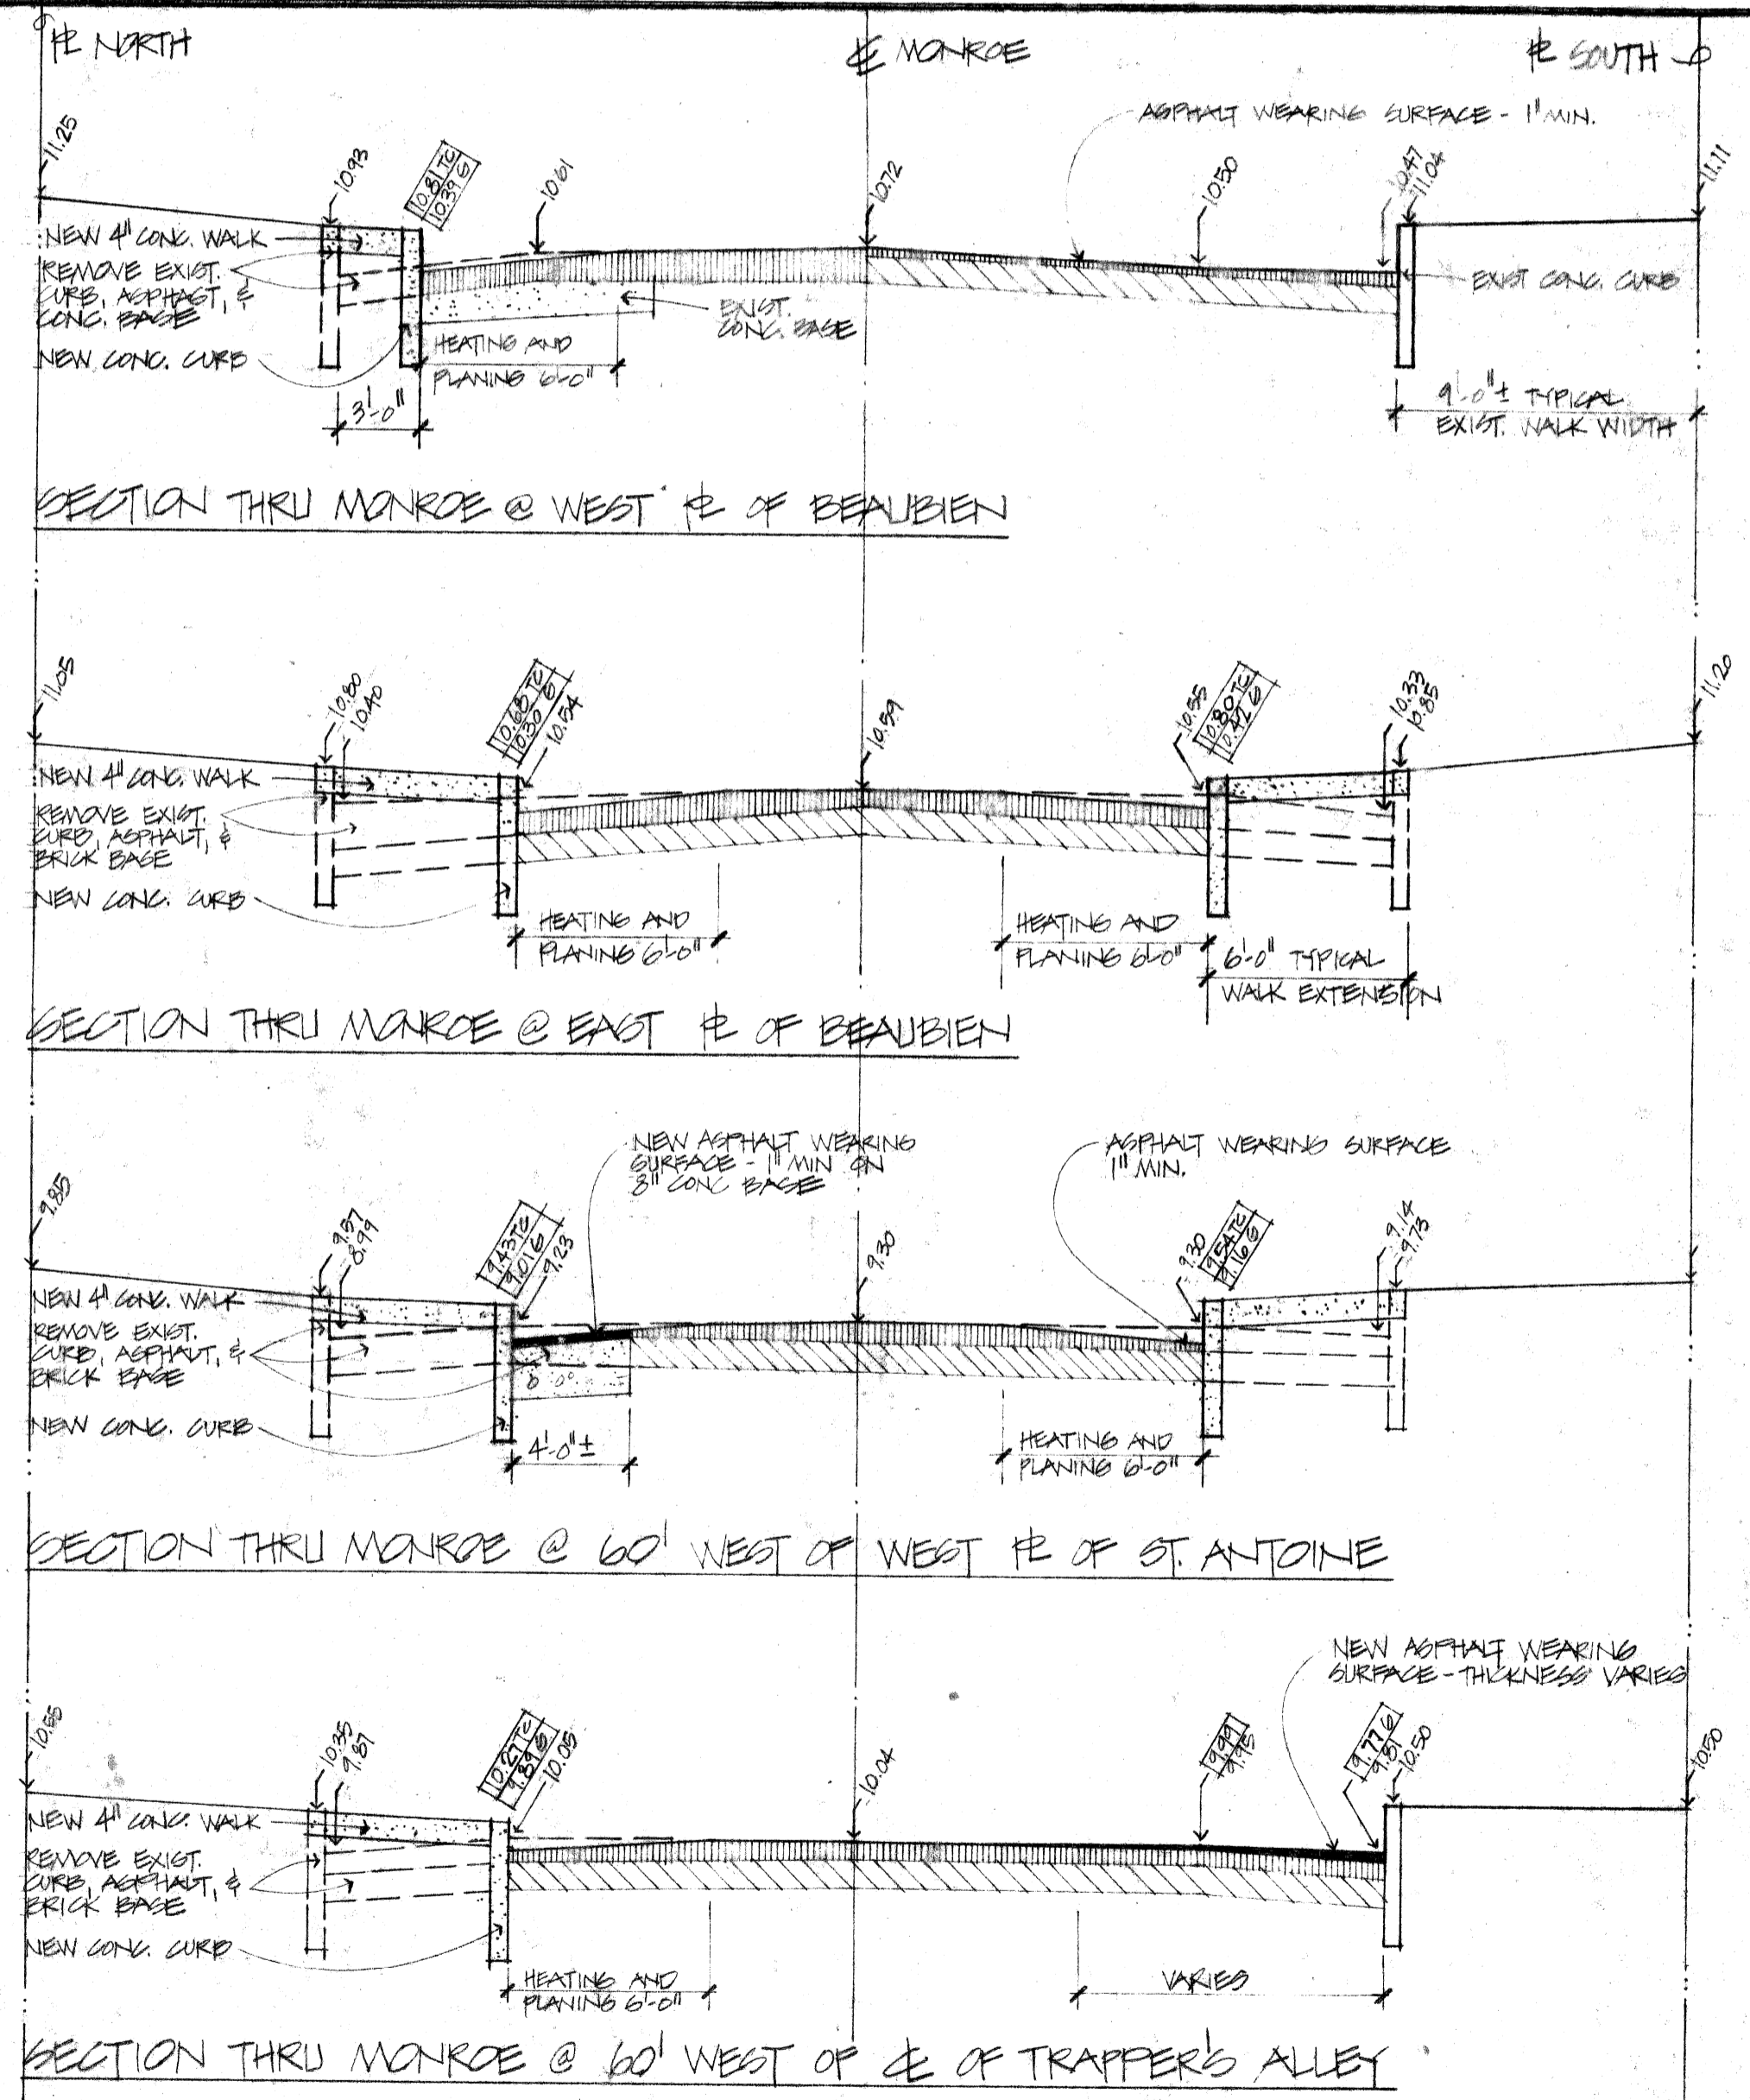 ℄ MONROE
PL NORTH
PL SOUTH
ASPHALT WEARING SURFACE - 1" MIN.
11.25
10.93
10.81 TC
10.39 G
10.61
10.72
10.50
10.47
11.04
11.11
NEW 4" CONC. WALK
REMOVE EXIST.
CURB, ASPHALT, &
CONC. BASE
NEW CONC. CURB
EXIST.
CONC. BASE
EXIST CONC. CURB
HEATING AND
PLANING 6'-0"
3'-0"
9'-0"± TYPICAL
EXIST. WALK WIDTH
SECTION THRU MONROE @ WEST PL OF BEAUBIEN
11.05
10.80
10.40
10.68 TC
10.30 G
10.54
10.59
10.55
10.80 TC
10.42 G
10.33
10.85
11.20
NEW 4" CONC. WALK
REMOVE EXIST.
CURB, ASPHALT, &
BRICK BASE
NEW CONC. CURB
HEATING AND
PLANING 6'-0"
HEATING AND
PLANING 6'-0"
6'-0" TYPICAL
WALK EXTENSION
SECTION THRU MONROE @ EAST PL OF BEAUBIEN
NEW ASPHALT WEARING
SURFACE - 1" MIN ON
8" CONC BASE
ASPHALT WEARING SURFACE
1" MIN.
9.85
9.57
8.99
9.43 TC
9.01 G
9.23
9.30
9.30
9.54 TC
9.16 G
9.14
9.73
NEW 4" CONC. WALK
REMOVE EXIST.
CURB, ASPHALT, &
BRICK BASE
NEW CONC. CURB
4'-0"±
HEATING AND
PLANING 6'-0"
SECTION THRU MONROE @ 60' WEST OF WEST PL OF ST. ANTOINE
NEW ASPHALT WEARING
SURFACE - THICKNESS VARIES
10.55
10.35
9.87
10.27 TC
9.89 G
10.05
10.04
9.99
9.95
9.77 G
9.81
10.50
10.50
NEW 4" CONC. WALK
REMOVE EXIST.
CURB, ASPHALT, &
BRICK BASE
NEW CONC. CURB
HEATING AND
PLANING 6'-0"
VARIES
SECTION THRU MONROE @ 60' WEST OF ℄ OF TRAPPER'S ALLEY